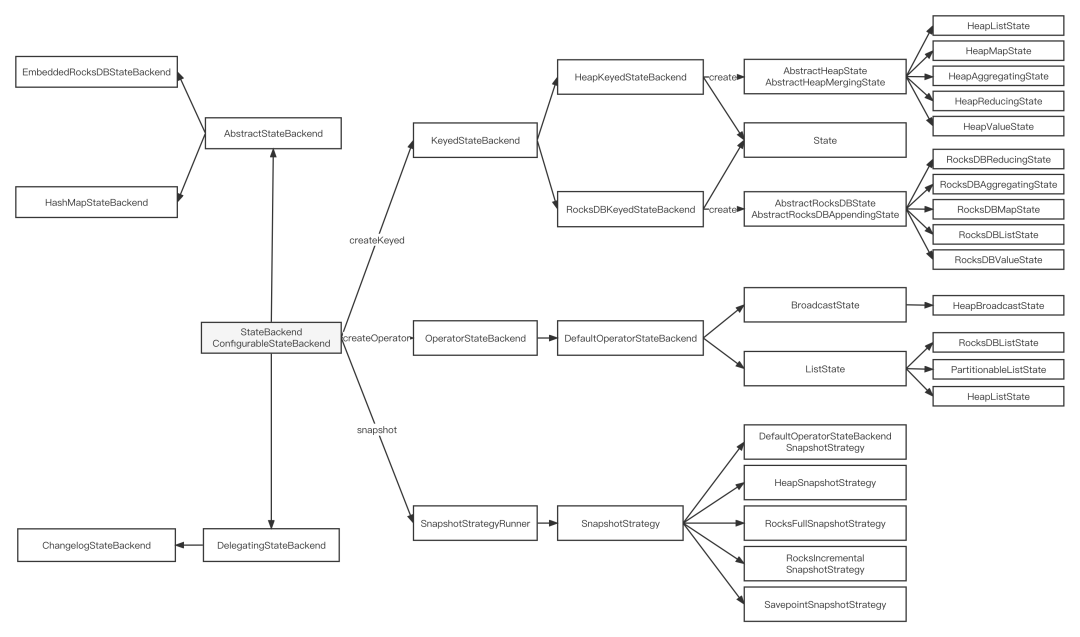 EmbeddedRocksDBStateBackend
AbstractStateBackend
HashMapStateBackend
StateBackend
ConfigurableStateBackend
ChangelogStateBackend
DelegatingStateBackend
createKeyed
createOperator
snapshot
KeyedStateBackend
HeapKeyedStateBackend
RocksDBKeyedStateBackend
create
create
AbstractHeapState
AbstractHeapMergingState
State
AbstractRocksDBState
AbstractRocksDBAppendingState
HeapListState
HeapMapState
HeapAggregatingState
HeapReducingState
HeapValueState
RocksDBReducingState
RocksDBAggregatingState
RocksDBMapState
RocksDBListState
RocksDBValueState
OperatorStateBackend
DefaultOperatorStateBackend
BroadcastState
HeapBroadcastState
ListState
RocksDBListState
PartitionableListState
HeapListState
SnapshotStrategyRunner
SnapshotStrategy
DefaultOperatorStateBackend
SnapshotStrategy
HeapSnapshotStrategy
RocksFullSnapshotStrategy
RocksIncremental
SnapshotStrategy
SavepointSnapshotStrategy